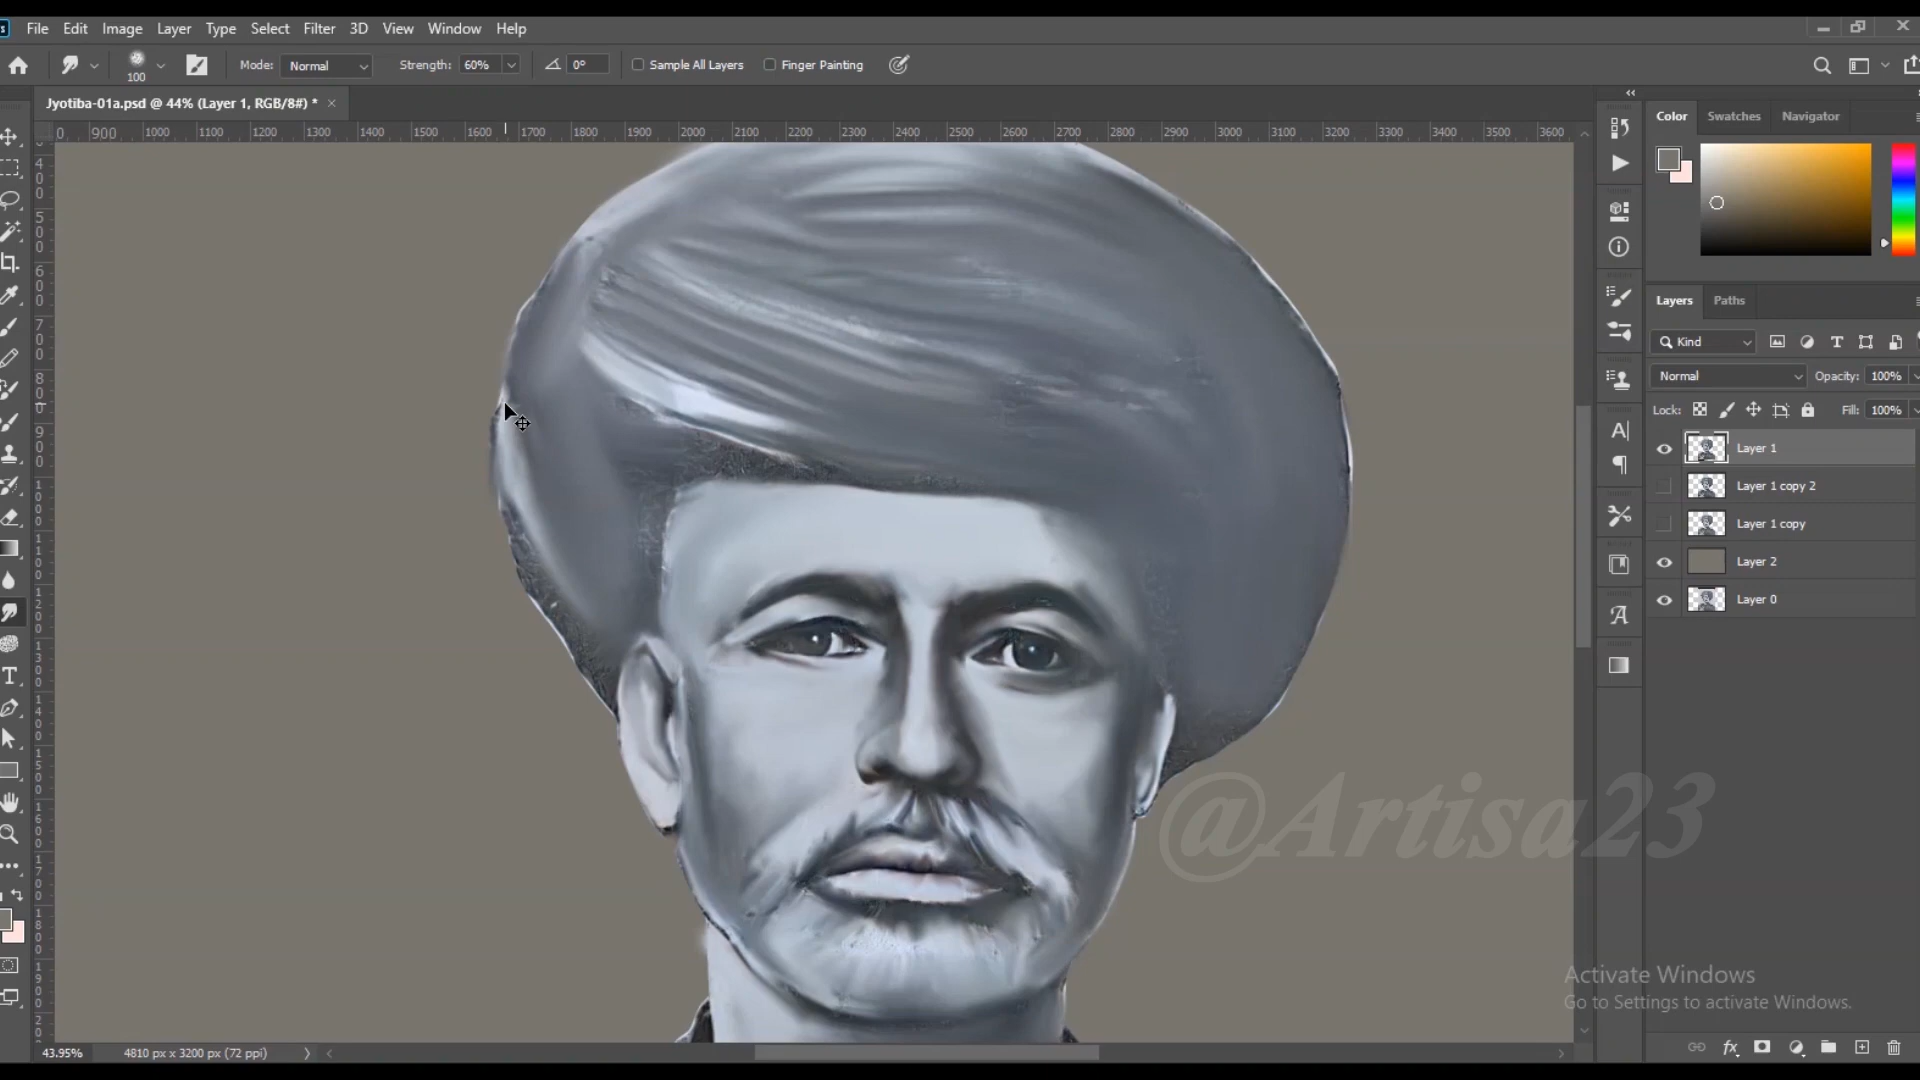 File Edit Image Layer Type Select Filter 3D View Window Help
100 Mode: Normal Strength: 60% 0° Sample All Layers Finger Painting
Jyotiba-01a.psd @ 44% (Layer 1, RGB/8#) * ×
0 900 1000 1100 1200 1300 1400 1500 1600 1700 1800 1900 2000 2100 2200 2300 2400 2500 2600 2700 2800 2900 3000 3100 3200 3300 3400 3500 3600
Color Swatches Navigator
Layers Paths
Kind
Normal Opacity: 100%
Lock: Fill: 100%
Layer 1
Layer 1 copy 2
Layer 1 copy
Layer 2
Layer 0
@Artisa23
Activate Windows
Go to Settings to activate Windows.
43.95% 4810 px x 3200 px (72 ppi)